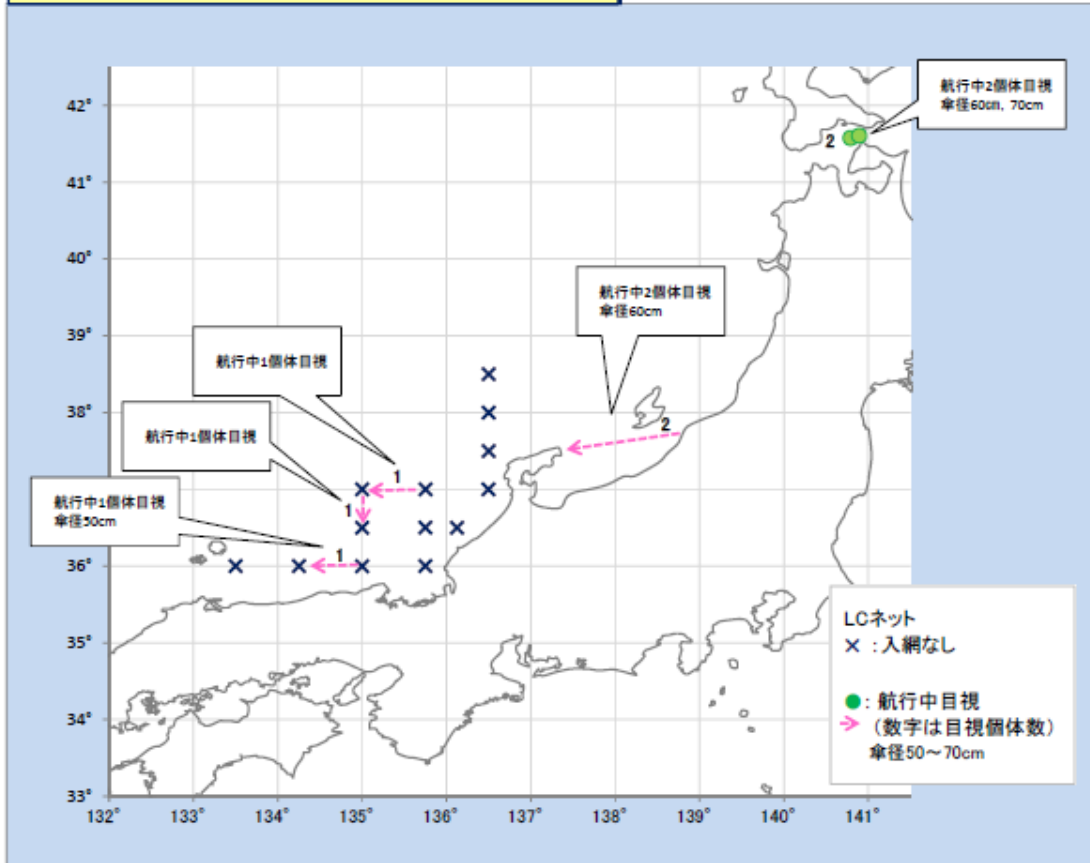 航行中2個体目視
傘径60㎝, 70cm
42°
2
41°
40°
航行中2個体目視
傘径60cm
39°
航行中1個体目視
38°
2
航行中1個体目視
37°
1
航行中1個体目視
傘径50cm
1
36°
1
35°
34°
33°
132°
133°
134°
135°
136°
137°
138°
139°
140°
141°
LCネット
×:入網なし
●:航行中目視
(数字は目視個体数)
傘径50~70cm